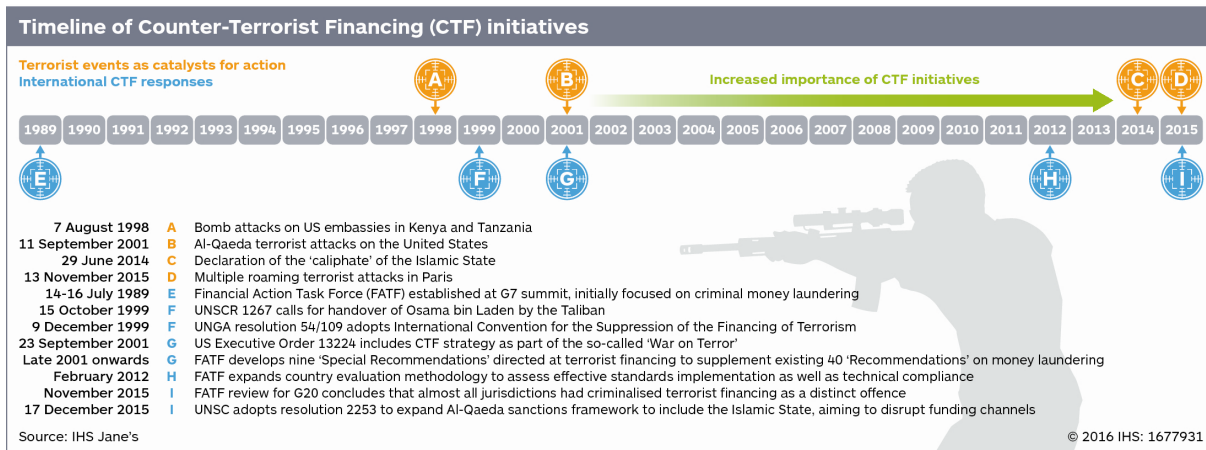 Timeline of Counter-Terrorist Financing (CTF) initiatives
Terrorist events as catalysts for action
International CTF responses
A
B
Increased importance of CTF initiatives
C
D
1989 1990 1991 1992 1993 1994 1995 1996 1997 1998 1999 2000 2001 2002 2003 2004 2005 2006 2007 2008 2009 2010 2011 2012 2013 2014 2015
E
F
G
H
I
7 August 1998 A Bomb attacks on US embassies in Kenya and Tanzania
11 September 2001 B Al-Qaeda terrorist attacks on the United States
29 June 2014 C Declaration of the ‘caliphate’ of the Islamic State
13 November 2015 D Multiple roaming terrorist attacks in Paris
14-16 July 1989 E Financial Action Task Force (FATF) established at G7 summit, initially focused on criminal money laundering
15 October 1999 F UNSCR 1267 calls for handover of Osama bin Laden by the Taliban
9 December 1999 F UNGA resolution 54/109 adopts International Convention for the Suppression of the Financing of Terrorism
23 September 2001 G US Executive Order 13224 includes CTF strategy as part of the so-called ‘War on Terror’
Late 2001 onwards G FATF develops nine ‘Special Recommendations’ directed at terrorist financing to supplement existing 40 ‘Recommendations’ on money laundering
February 2012 H FATF expands country evaluation methodology to assess effective standards implementation as well as technical compliance
November 2015 I FATF review for G20 concludes that almost all jurisdictions had criminalised terrorist financing as a distinct offence
17 December 2015 I UNSC adopts resolution 2253 to expand Al-Qaeda sanctions framework to include the Islamic State, aiming to disrupt funding channels
Source: IHS Jane’s
© 2016 IHS: 1677931